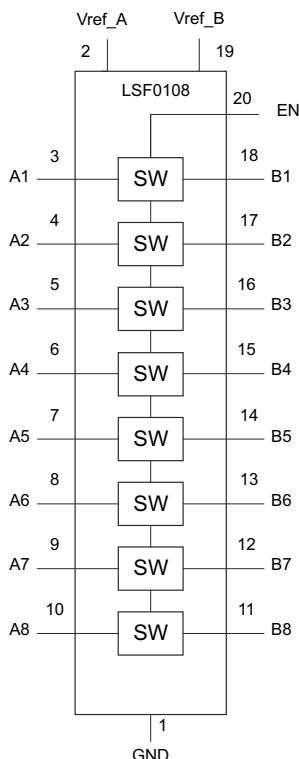 Vref_A Vref_B
2 19
LSF0108
20 EN
3 18
A1 SW B1
4 17
A2 SW B2
5 16
A3 SW B3
6 15
A4 SW B4
7 14
A5 SW B5
8 13
A6 SW B6
9 12
A7 SW B7
10 11
A8 SW B8
1
GND